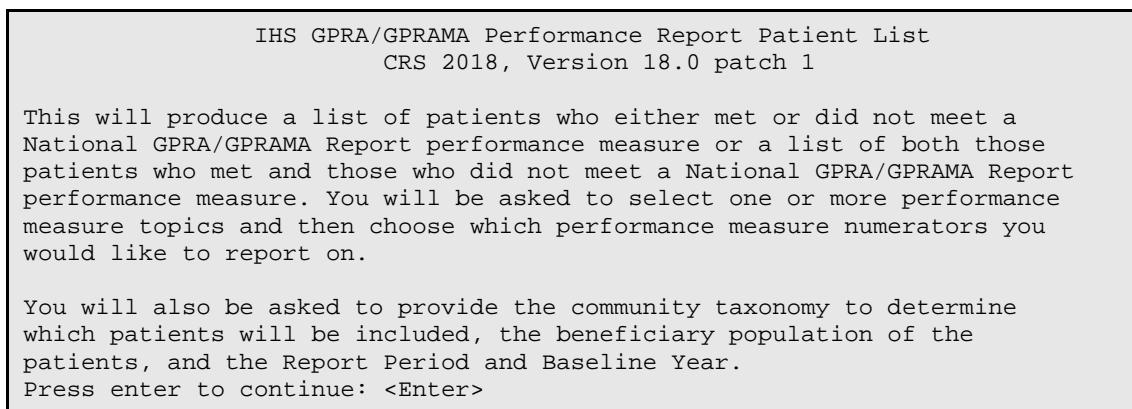 IHS GPRA/GPRAMA Performance Report Patient List
CRS 2018, Version 18.0 patch 1
This will produce a list of patients who either met or did not meet a
National GPRA/GPRAMA Report performance measure or a list of both those
patients who met and those who did not meet a National GPRA/GPRAMA Report
performance measure. You will be asked to select one or more performance
measure topics and then choose which performance measure numerators you
would like to report on.
You will also be asked to provide the community taxonomy to determine
which patients will be included, the beneficiary population of the
patients, and the Report Period and Baseline Year.
Press enter to continue: <Enter>